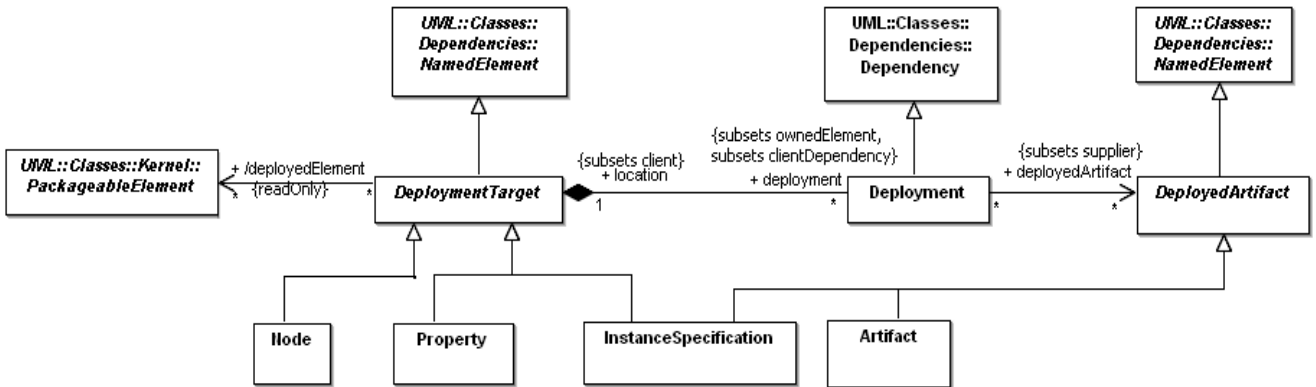 UML::Classes::
Dependencies::
NamedElement
UML::Classes::
Dependencies::
Dependency
UML::Classes::
Dependencies::
NamedElement
UML::Classes::Kernel::
PackageableElement
+ /deployedElement
{readOnly}
*
*
DeploymentTarget
{subsets client}
+ location
1
{subsets ownedElement,
subsets clientDependency}
+ deployment
*
Deployment
*
{subsets supplier}
+ deployedArtifact
*
DeployedArtifact
Node
Property
InstanceSpecification
Artifact